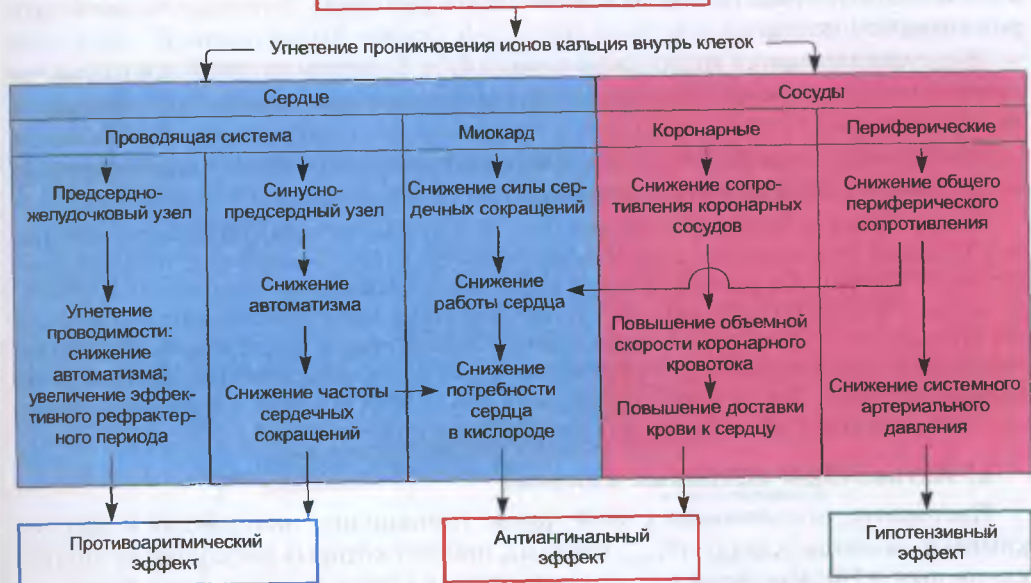 Угнетение проникновения ионов кальция внутрь клеток
Сердце
Сосуды
Проводящая система
Миокард
Коронарные
Периферические
Предсердно-
желудочковый узел
Угнетение
проводимости:
снижение
автоматизма;
увеличение эффек-
тивного рефрактер-
ного периода
Синусно-
предсердный узел
Снижение
автоматизма
Снижение частоты
сердечных
сокращений
Снижение силы сер-
дечных сокращений
Снижение
работы сердца
Снижение
потребности
сердца
в кислороде
Снижение сопро-
тивления коронарных
сосудов
Повышение объемной
скорости коронарного
кровотока
Повышение доставки
крови к сердцу
Снижение общего
периферического
сопротивления
Снижение системного
артериального
давления
Противоаритмический
эффект
Антиангинальный
эффект
Гипотензивный
эффект